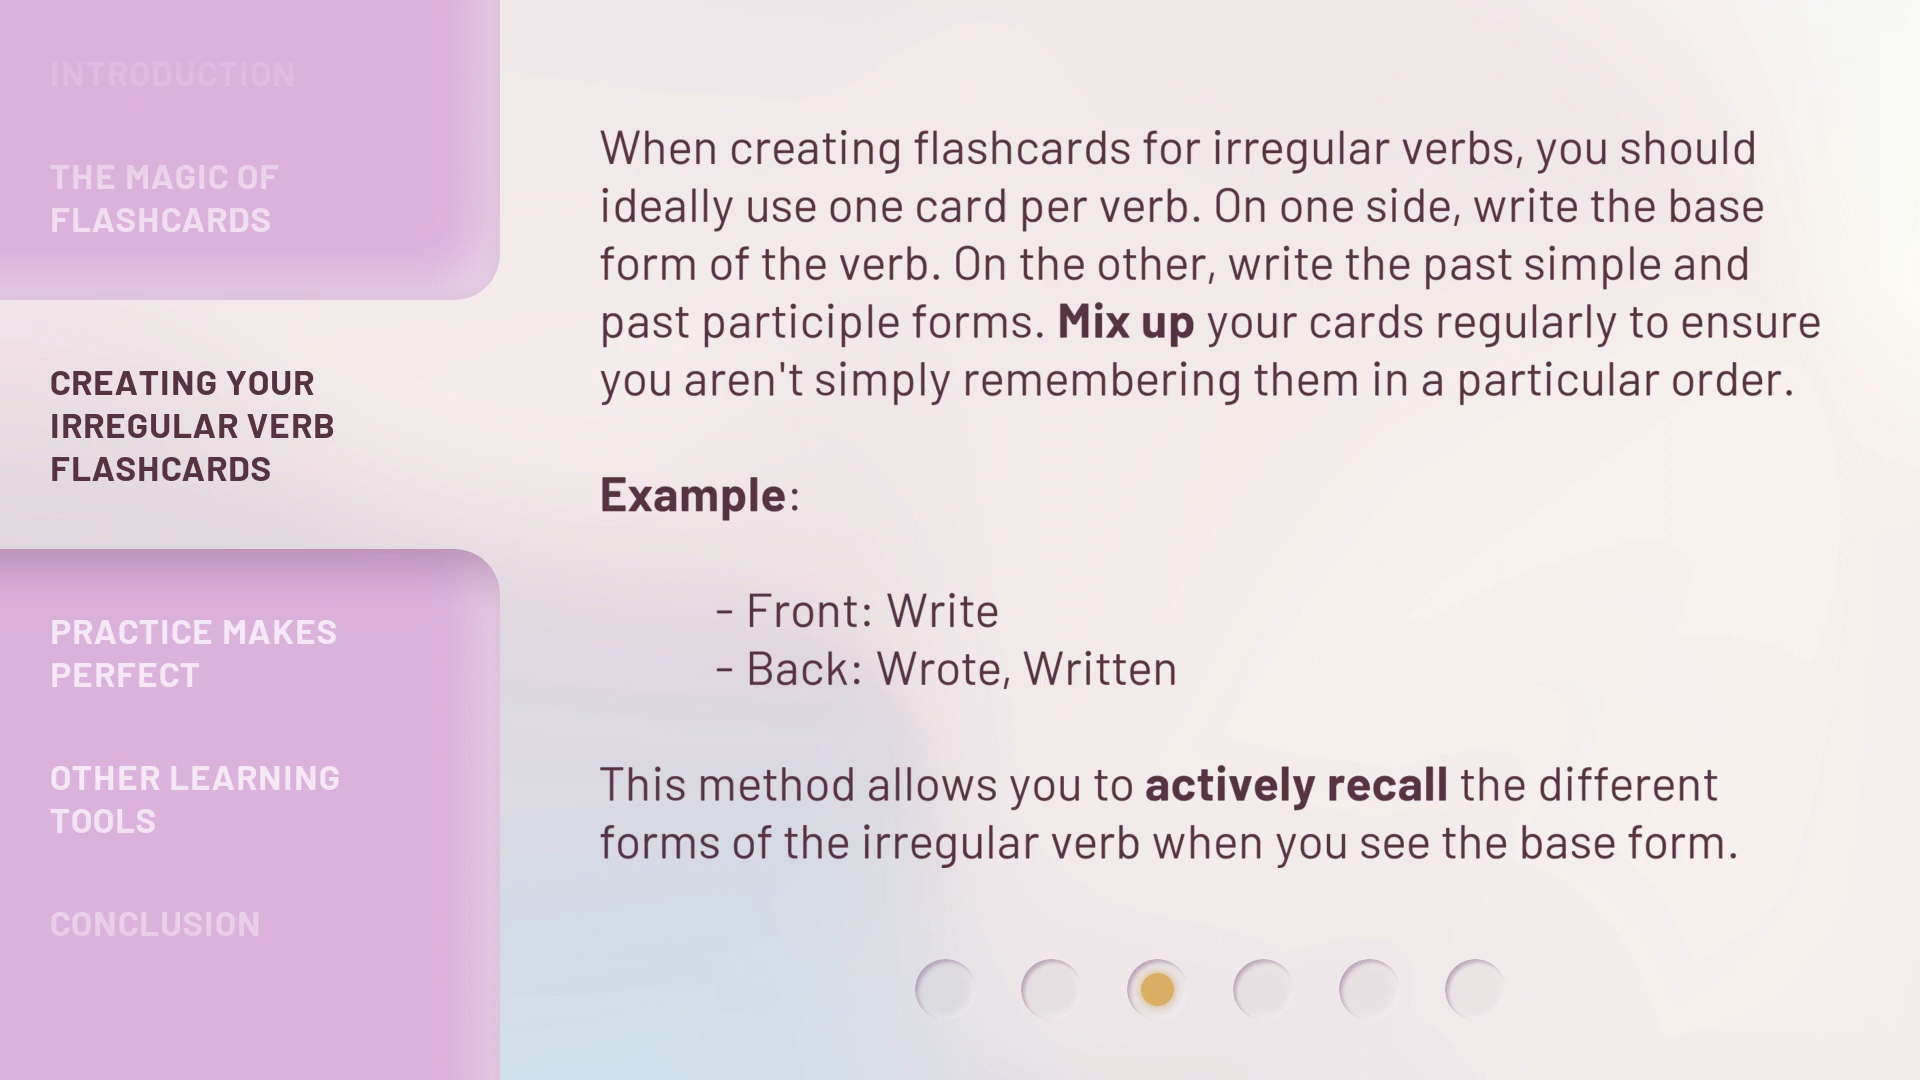 INTRODUCTION
THE MAGIC OF
FLASHCARDS
CREATING YOUR
IRREGULAR VERB
FLASHCARDS
PRACTICE MAKES
PERFECT
OTHER LEARNING
TOOLS
CONCLUSION
When creating flashcards for irregular verbs, you should
ideally use one card per verb. On one side, write the base
form of the verb. On the other, write the past simple and
past participle forms. Mix up your cards regularly to ensure
you aren't simply remembering them in a particular order.
Example:
- Front: Write
- Back: Wrote, Written
This method allows you to actively recall the different
forms of the irregular verb when you see the base form.